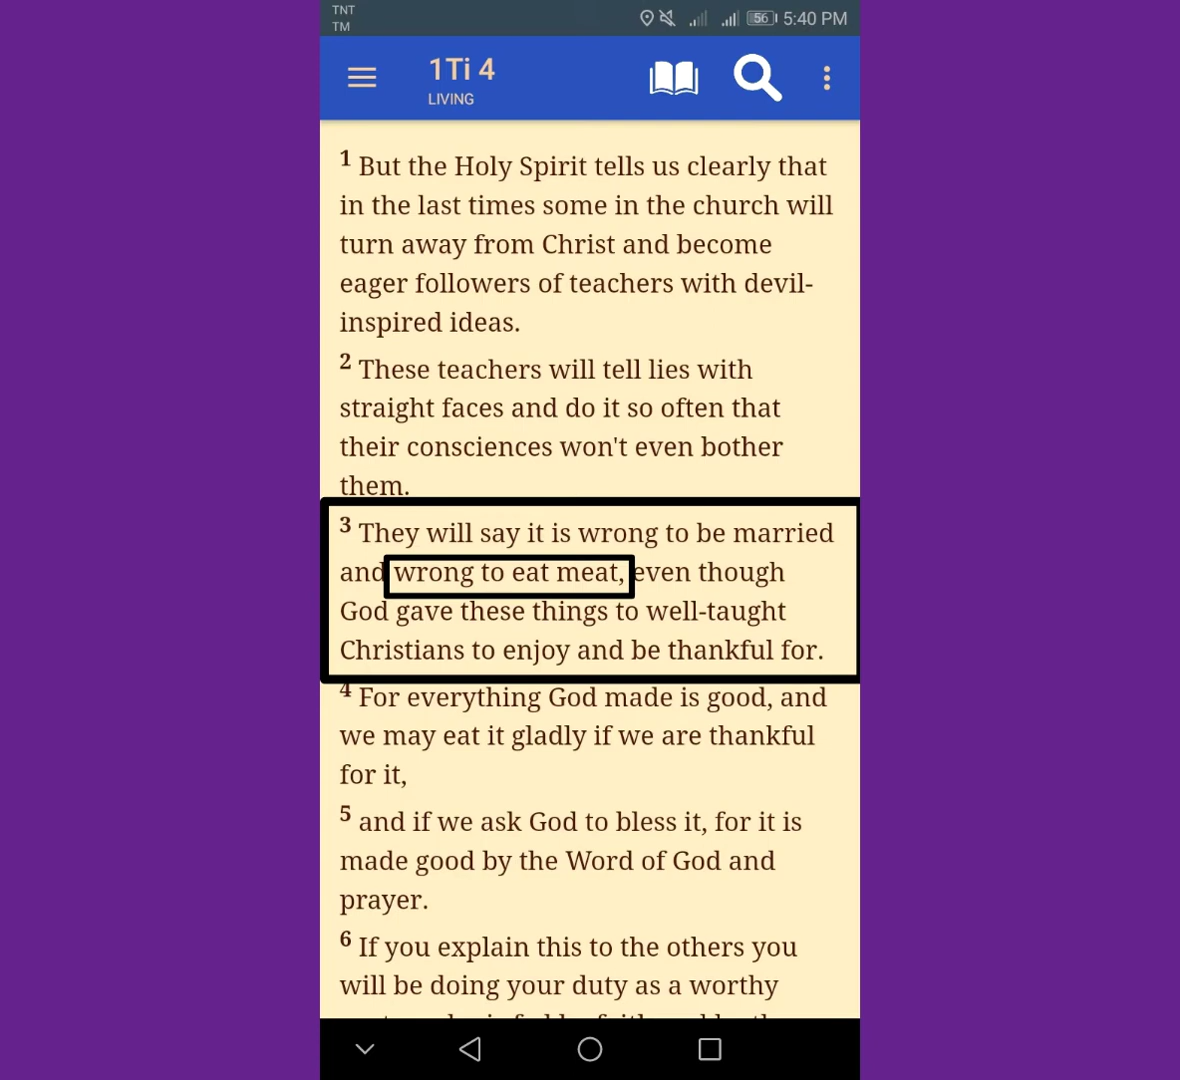 TNT
TM
56 5:40 PM
1Ti 4
LIVING
1 But the Holy Spirit tells us clearly that
in the last times some in the church will
turn away from Christ and become
eager followers of teachers with devil-
inspired ideas.
2 These teachers will tell lies with
straight faces and do it so often that
their consciences won't even bother
them.
3 They will say it is wrong to be married
and wrong to eat meat, even though
God gave these things to well-taught
Christians to enjoy and be thankful for.
4 For everything God made is good, and
we may eat it gladly if we are thankful
for it,
5 and if we ask God to bless it, for it is
made good by the Word of God and
prayer.
6 If you explain this to the others you
will be doing your duty as a worthy